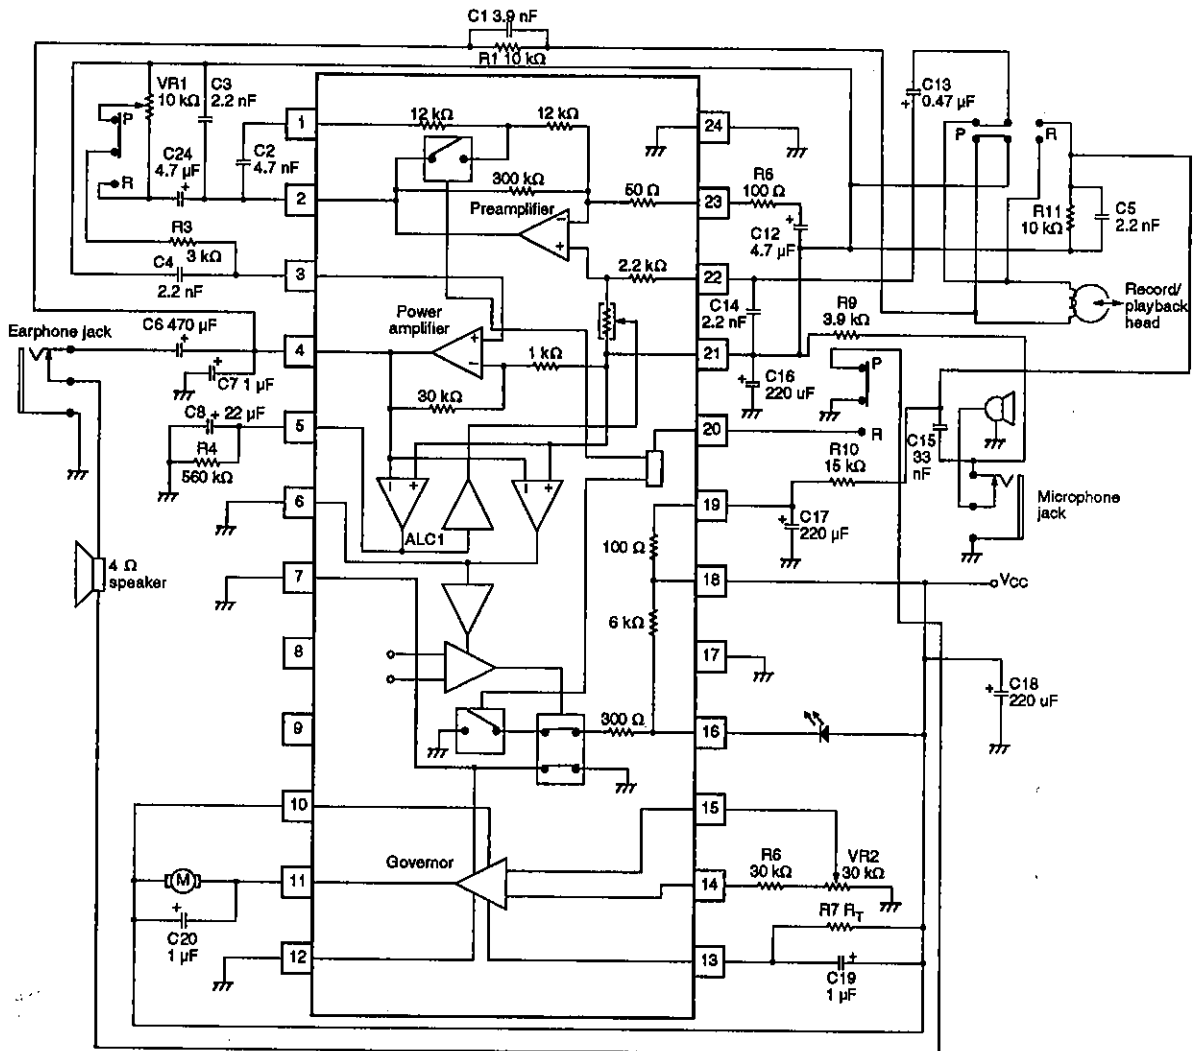 C1 3.9 nF
R1 10 kΩ
VR1
10 kΩ
C3
2.2 nF
P
R
C24
4.7 µF
+
C2
4.7 nF
R3
3 kΩ
C4
2.2 nF
Earphone jack
C6 470 µF
+
+
C7 1 µF
C8 + 22 µF
R4
560 kΩ
4 Ω
speaker
M
+
C20
1 µF
1
2
3
4
5
6
7
8
9
10
11
12
12 kΩ
12 kΩ
300 kΩ
Preamplifier
50 Ω
−
+
2.2 kΩ
Power
amplifier
+
−
1 kΩ
30 kΩ
− +
− +
ALC1
100 Ω
6 kΩ
300 Ω
Governor
24
23
22
21
20
19
18
17
16
15
14
13
R6
100 Ω
+
C12
4.7 µF
C14
2.2 nF
+
C16
220 uF
C13
0.47 µF
+
P
R
R11
10 kΩ
C5
2.2 nF
Record/
playback
head
R9
3.9 kΩ
P
R
R10
15 kΩ
C15
33
nF
+
C17
220 µF
Microphone
jack
VCC
+
C18
220 uF
R6
30 kΩ
VR2
30 kΩ
R7 RT
+
C19
1 µF